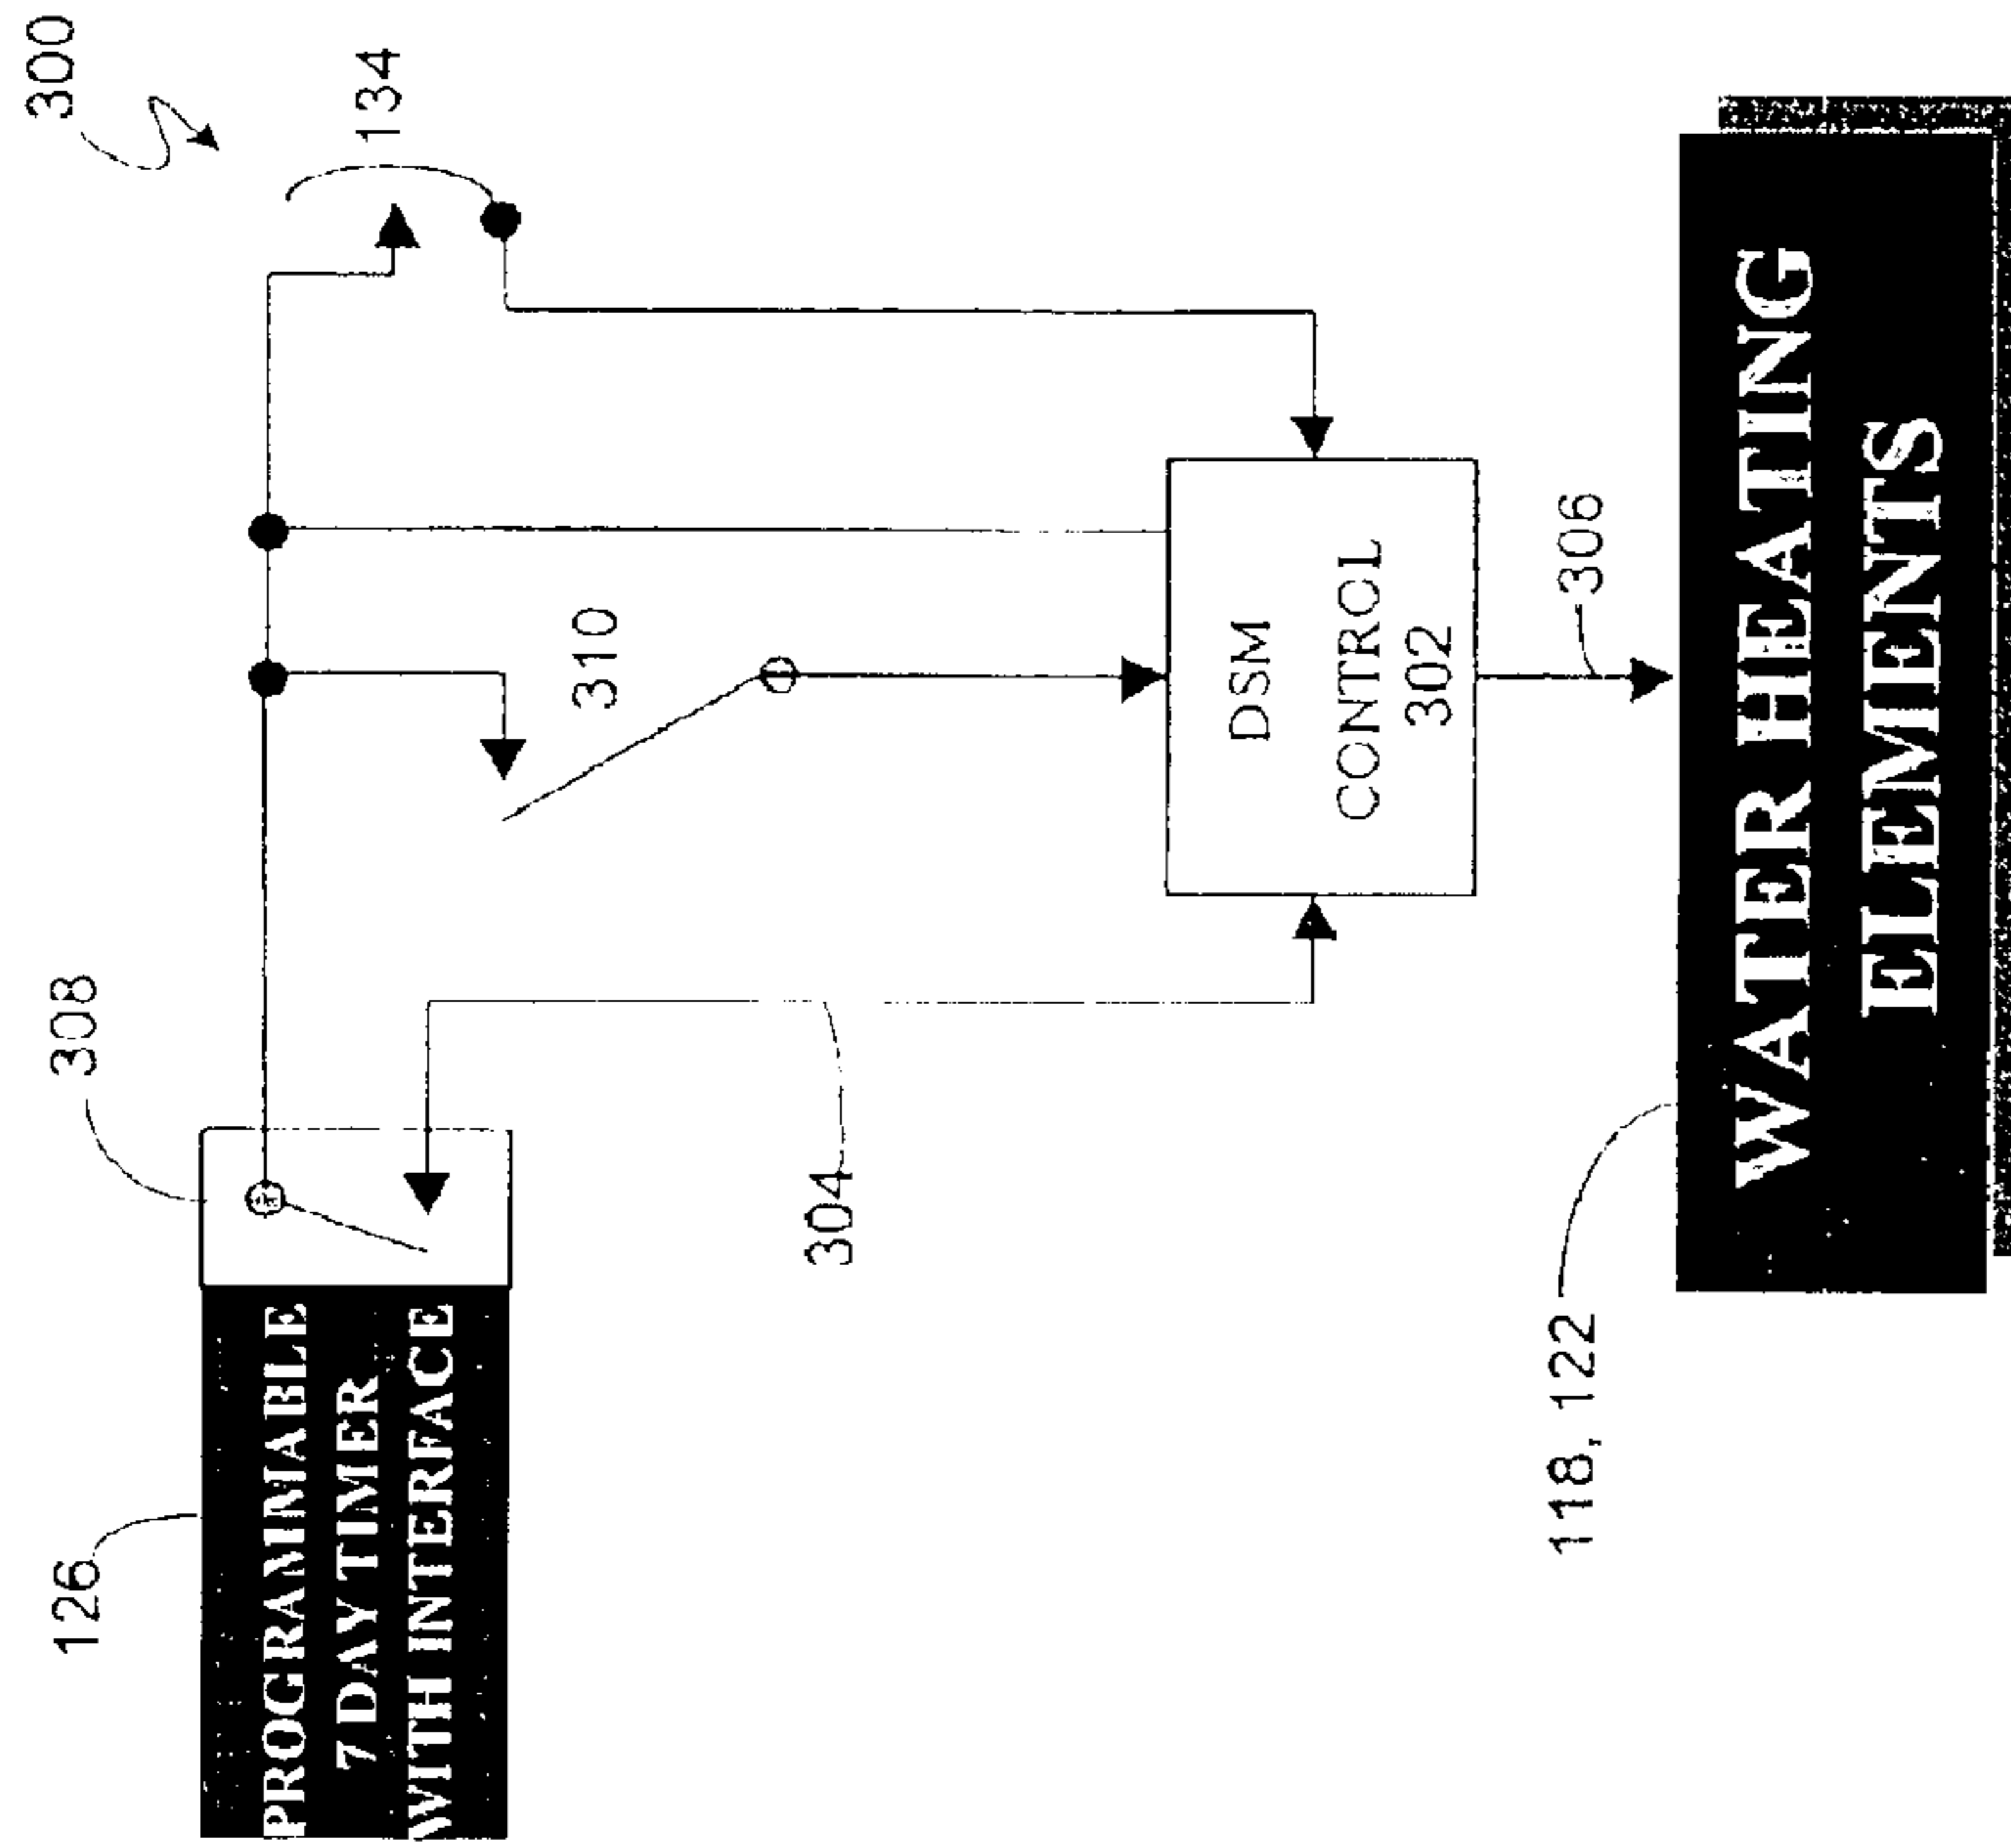 300
134
308
126
PROGRAMMABLE
7 DAY TIMER
WITH INTERFACE
310
304
DSM
CONTROL
302
306
118, 122
WATER HEATING
ELEMENTS